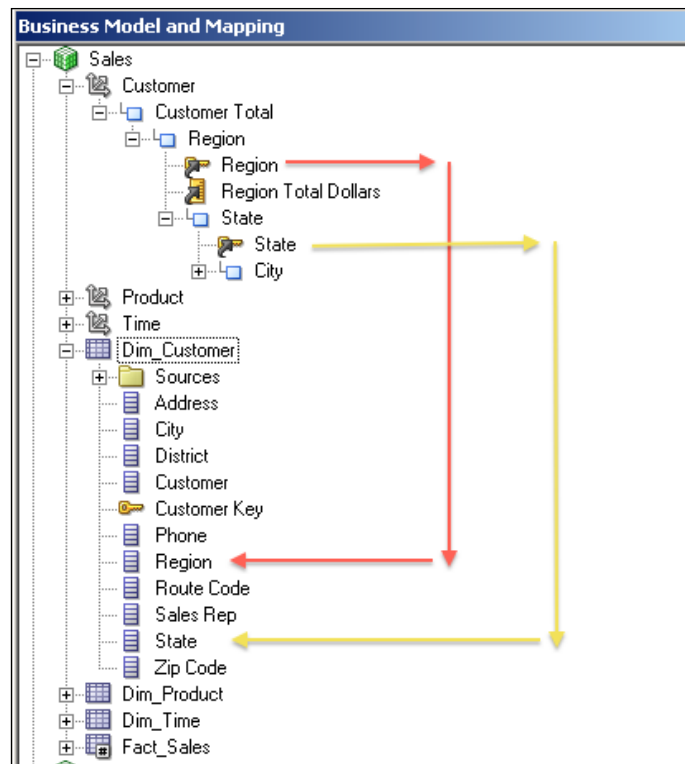 Business Model and Mapping
Sales
Customer
Customer Total
Region
Region
Region Total Dollars
State
State
City
Product
Time
Dim_Customer
Sources
Address
City
District
Customer
Customer Key
Phone
Region
Route Code
Sales Rep
State
Zip Code
Dim_Product
Dim_Time
Fact_Sales